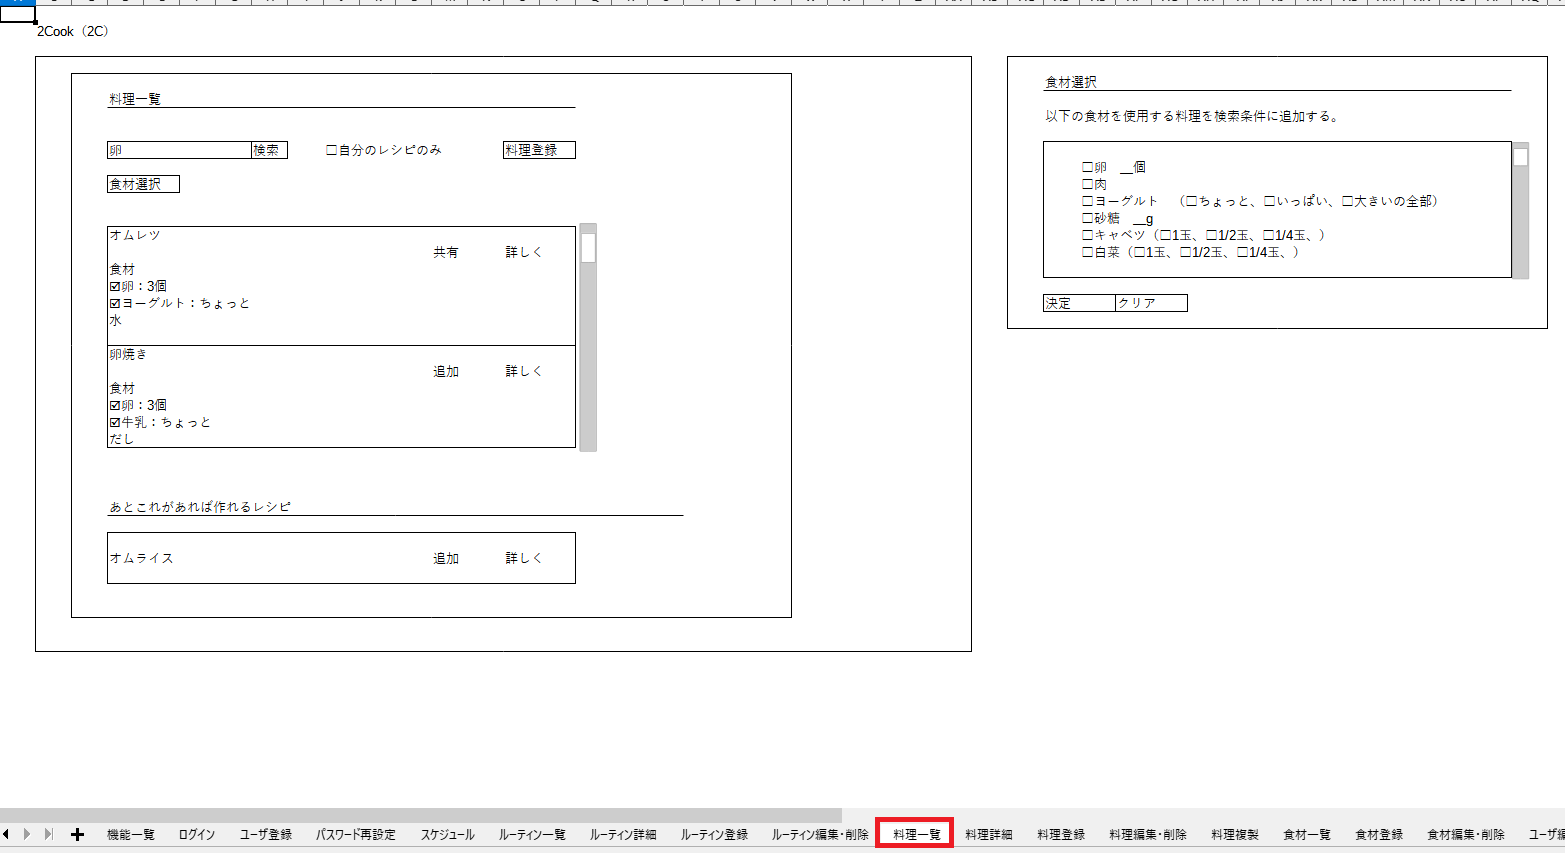 2Cook（2C）
料理一覧
卵 検索 □自分のレシピのみ 料理登録
食材選択
オムレツ
共有 詳しく
食材
☑卵：3個
☑ヨーグルト：ちょっと
水
卵焼き
追加 詳しく
食材
☑卵：3個
☑牛乳：ちょっと
だし
あとこれがあれば作れるレシピ
オムライス 追加 詳しく
食材選択
以下の食材を使用する料理を検索条件に追加する。
□卵　__個
□肉
□ヨーグルト　（□ちょっと、□いっぱい、□大きいの全部）
□砂糖　__g
□キャベツ（□1玉、□1/2玉、□1/4玉、）
□白菜（□1玉、□1/2玉、□1/4玉、）
決定 クリア
機能一覧 ログイン ユーザ登録 パスワード再設定 スケジュール ルーティン一覧 ルーティン詳細 ルーティン登録 ルーティン編集・削除 料理一覧 料理詳細 料理登録 料理編集・削除 料理複製 食材一覧 食材登録 食材編集・削除 ユーザ編